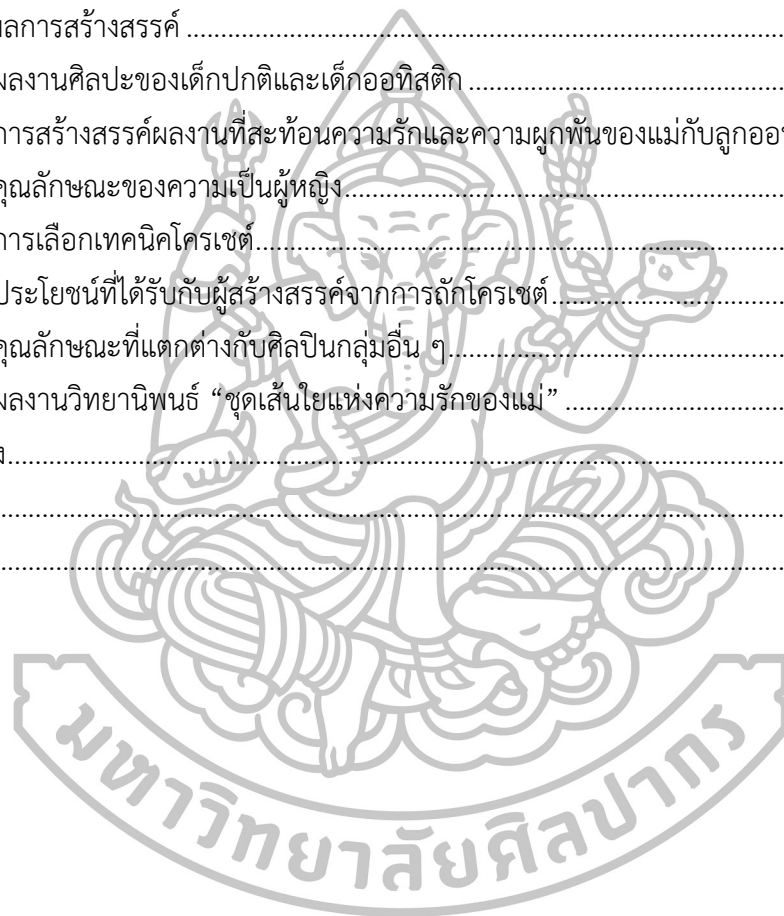 ผลการสร้างสรรค์ ........................................................................
ผลงานศิลปะของเด็กปกติและเด็กออทิสติก ........................................
การสร้างสรรค์ผลงานที่สะท้อนความรักและความผูกพันของแม่กับลูกออ
คุณลักษณะของความเป็นผู้หญิง........................................................
การเลือกเทคนิคโครเชต์....................................................................
ประโยชน์ที่ได้รับกับผู้สร้างสรรค์จากการถักโครเชต์............................
คุณลักษณะที่แตกต่างกับศิลปินกลุ่มอื่น ๆ..........................................
ผลงานวิทยานิพนธ์ “ชุดเส้นใยแห่งความรักของแม่” ..........................
มหาวิทยาลัยศิลปากร